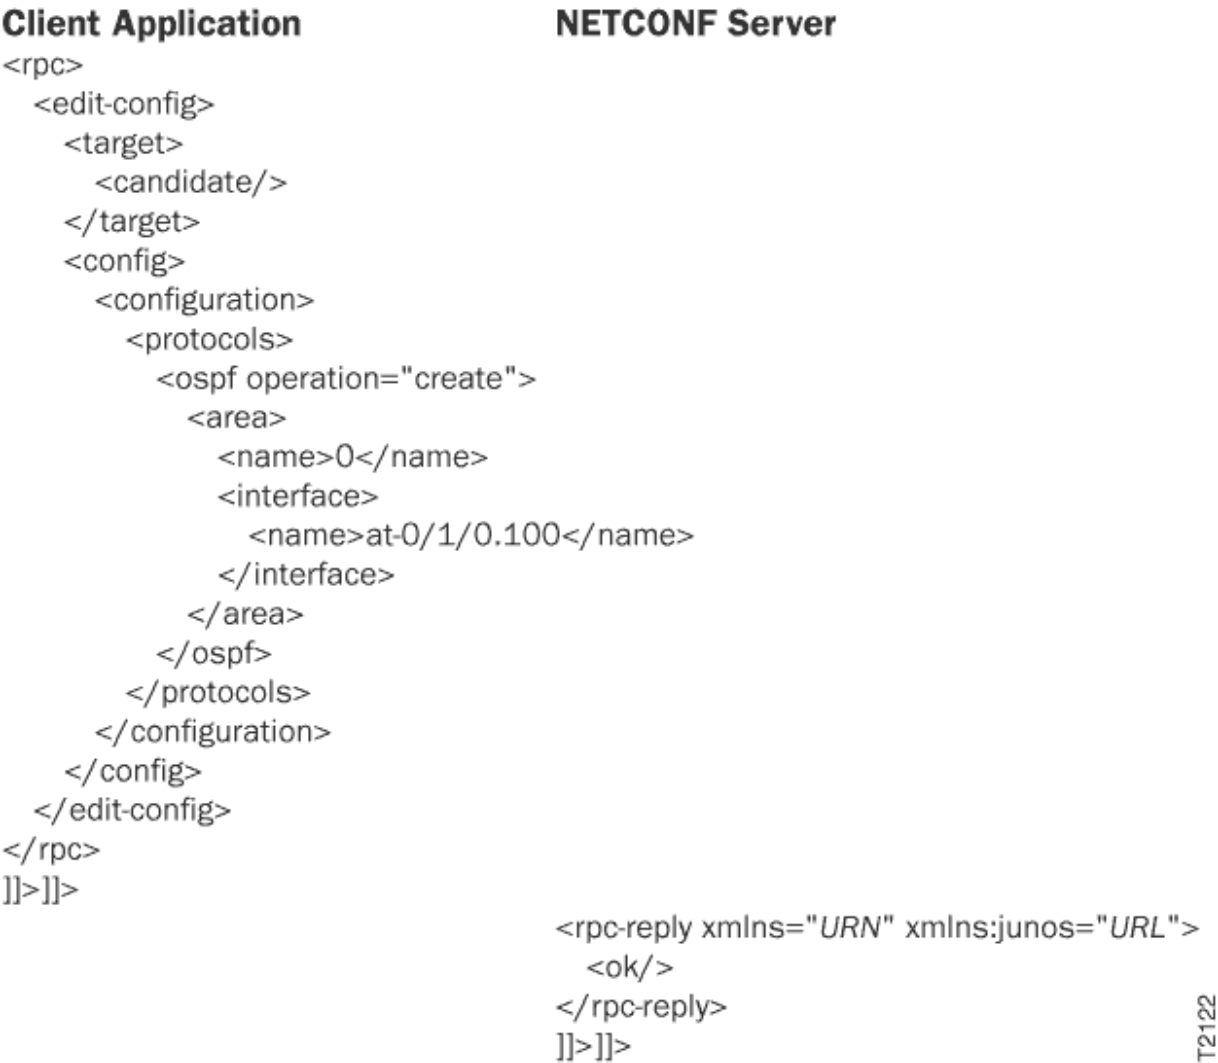 Client Application NETCONF Server
<rpc>
<edit-config>
<target>
<candidate/>
</target>
<config>
<configuration>
<protocols>
<ospf operation="create">
<area>
<name>0</name>
<interface>
<name>at-0/1/0.100</name>
</interface>
</area>
</ospf>
</protocols>
</configuration>
</config>
</edit-config>
</rpc>
]]>]]>
<rpc-reply xmlns="URN" xmlns:junos="URL">
<ok/>
</rpc-reply>
]]>]]>
T2122